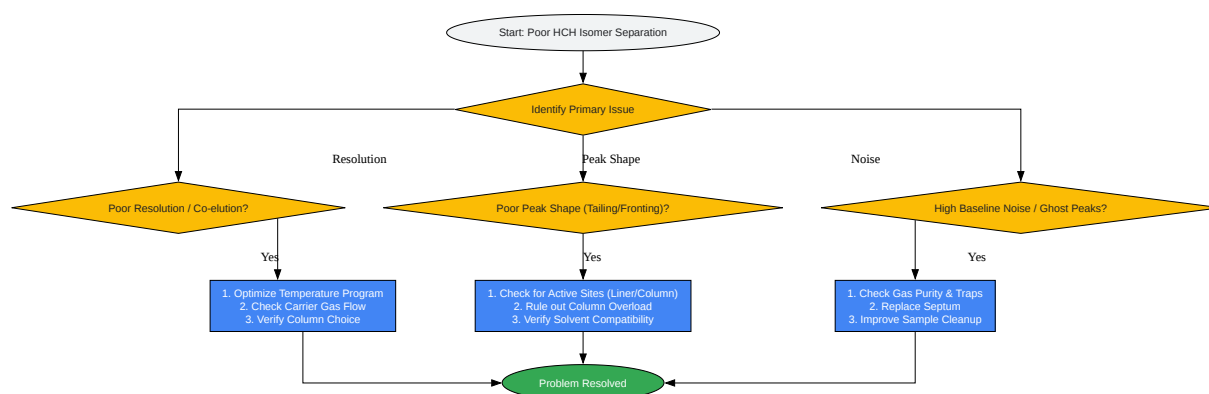 Start: Poor HCH Isomer Separation
Identify Primary Issue
Resolution
Peak Shape
Noise
Poor Resolution / Co-elution?
Poor Peak Shape (Tailing/Fronting)?
High Baseline Noise / Ghost Peaks?
Yes
Yes
Yes
1. Optimize Temperature Program
2. Check Carrier Gas Flow
3. Verify Column Choice
1. Check for Active Sites (Liner/Column)
2. Rule out Column Overload
3. Verify Solvent Compatibility
1. Check Gas Purity & Traps
2. Replace Septum
3. Improve Sample Cleanup
Problem Resolved